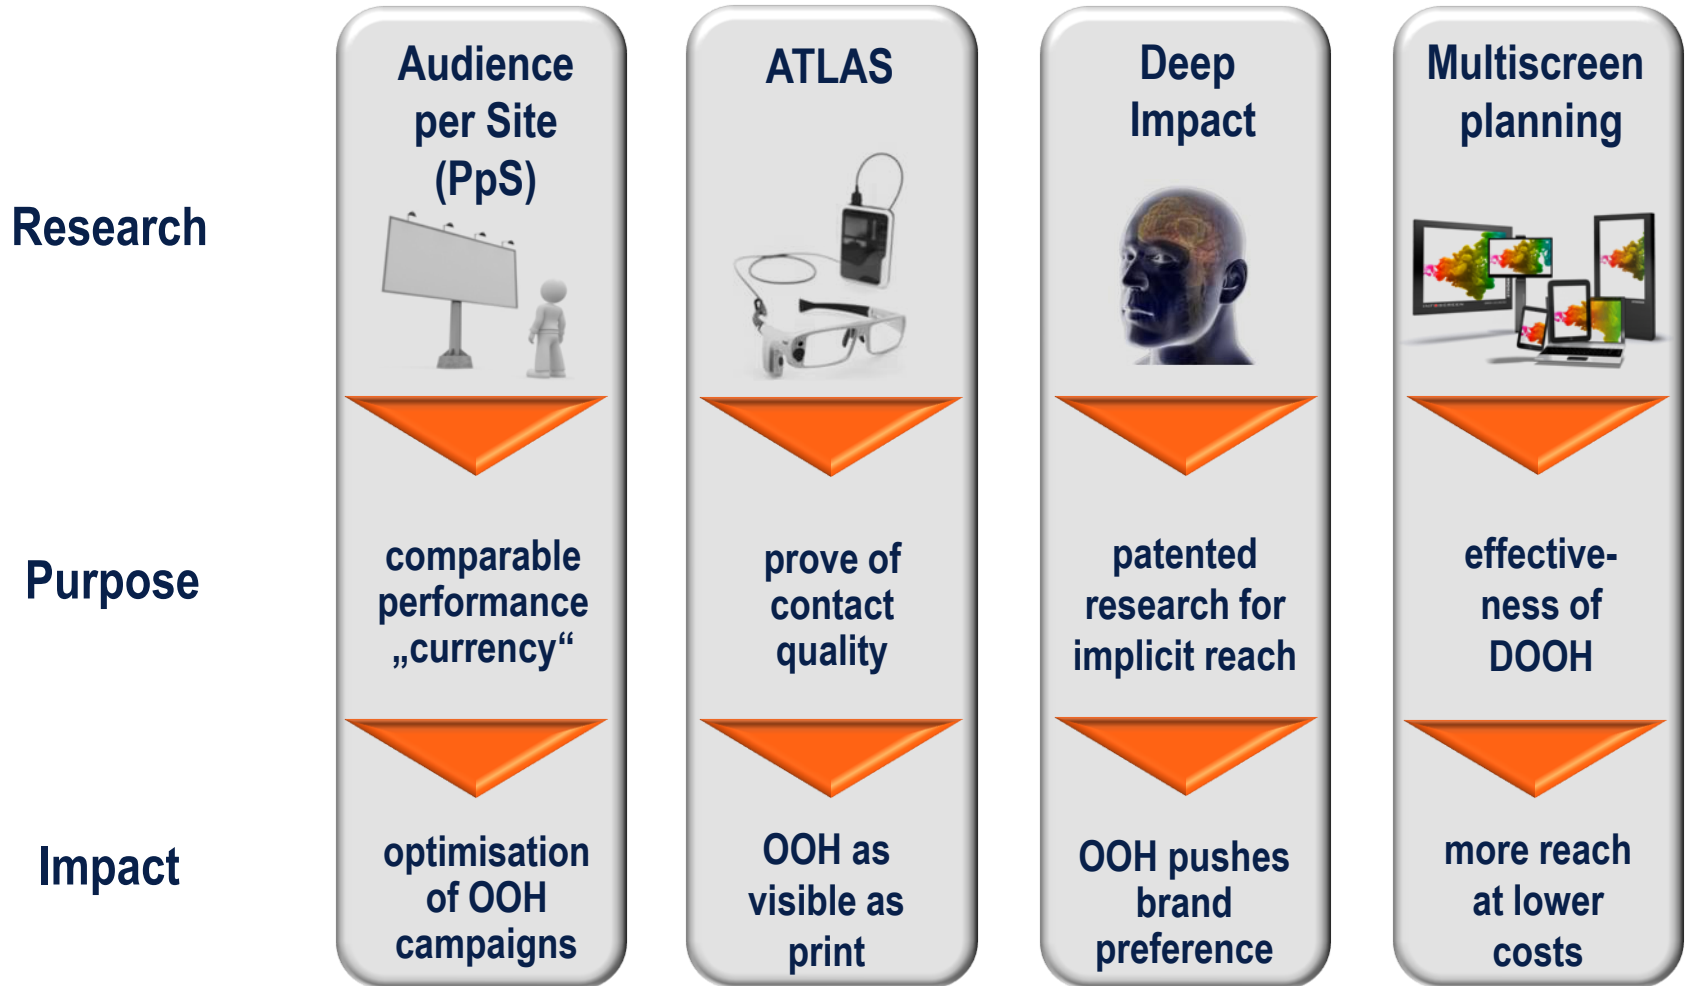 Research
Purpose
Impact
Audience
per Site
(PpS)
comparable
performance
„currency“
optimisation
of OOH
campaigns
ATLAS
prove of
contact
quality
OOH as
visible as
print
Deep
Impact
patented
research for
implicit reach
OOH pushes
brand
preference
Multiscreen
planning
effective-
ness of
DOOH
more reach
at lower
costs